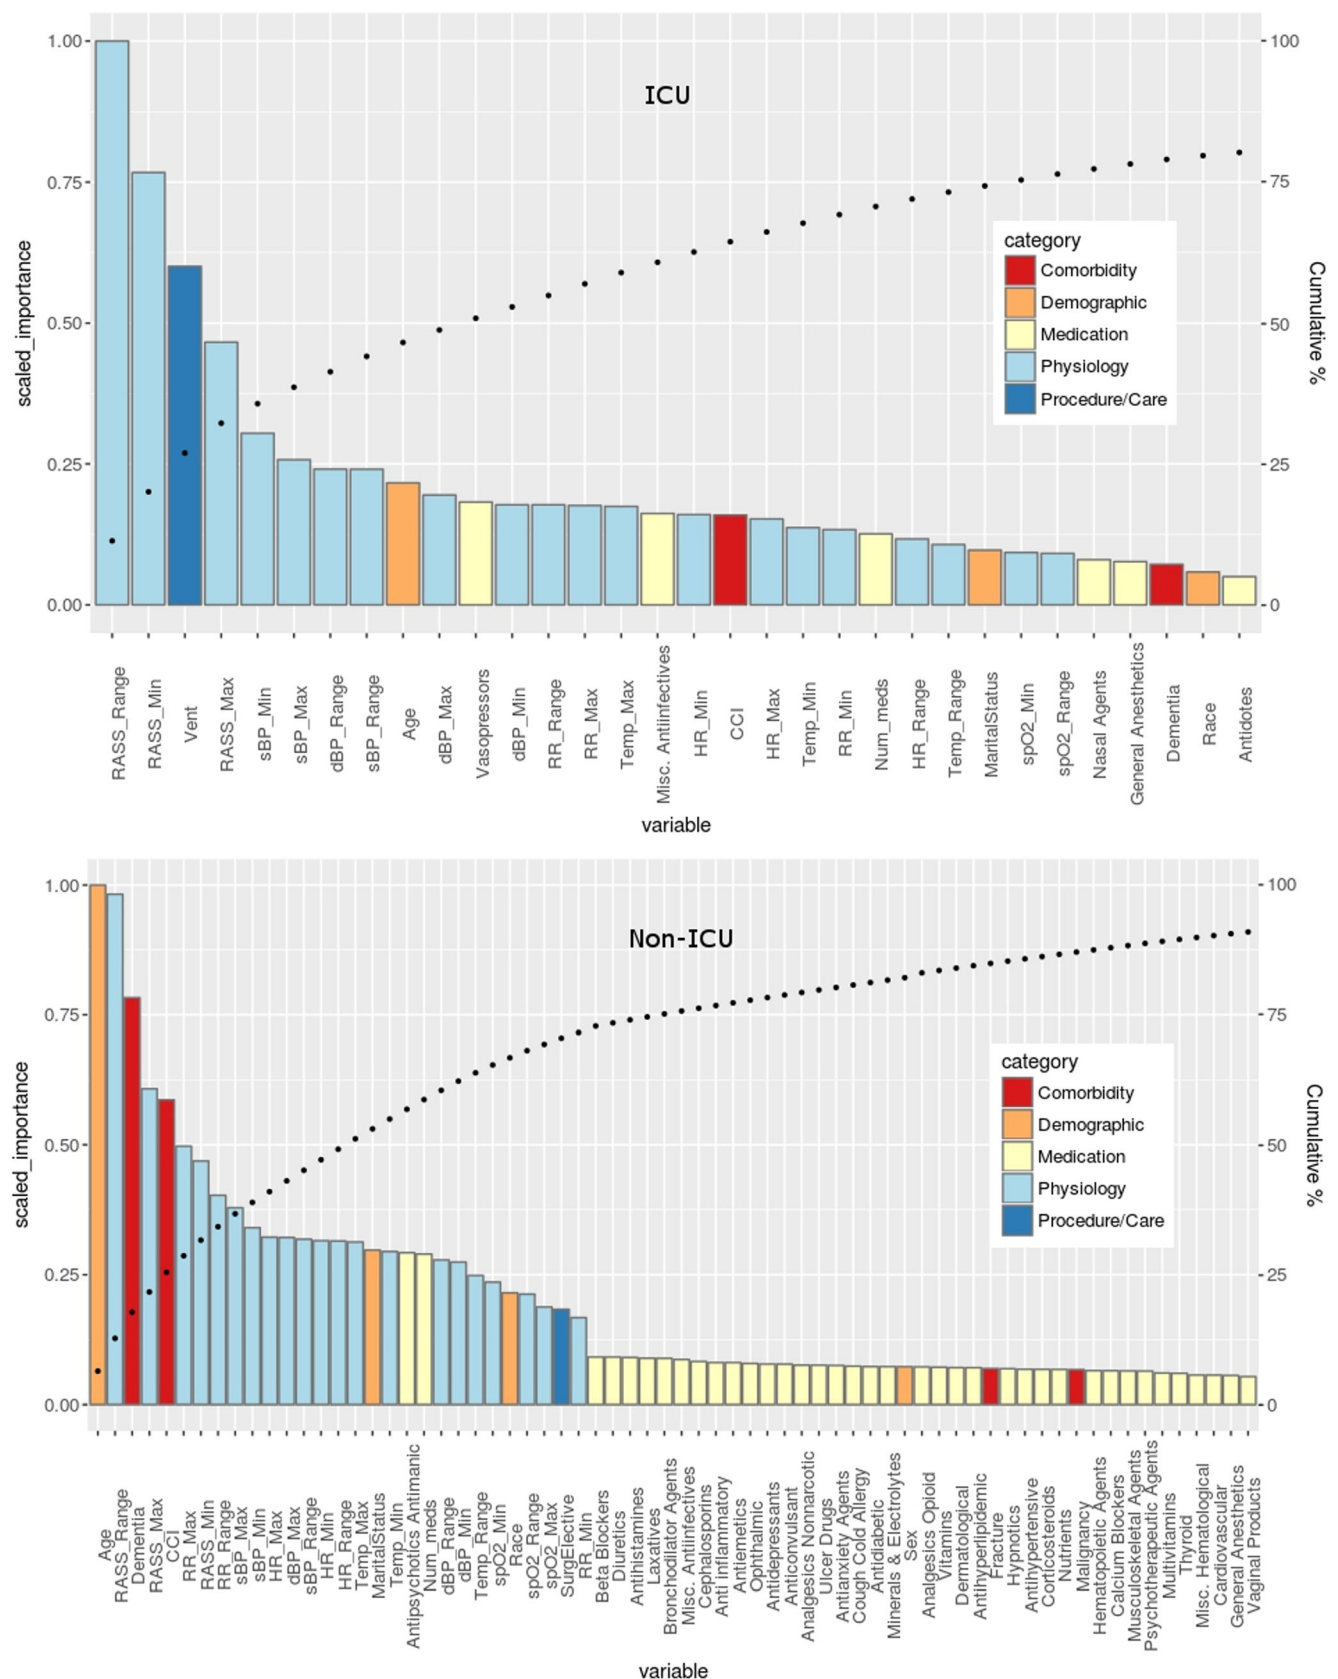 ICU
scaled_importance
1.00
0.75
0.50
0.25
0.00
100
75
50
25
0
Cumulative %
category
Comorbidity
Demographic
Medication
Physiology
Procedure/Care
RASS_Range
RASS_Min
Vent
RASS_Max
sBP_Min
sBP_Max
dBP_Range
sBP_Range
Age
dBP_Max
Vasopressors
dBP_Min
RR_Range
RR_Max
Temp_Max
Misc. Antiinfectives
HR_Min
CCI
HR_Max
Temp_Min
RR_Min
Num_meds
HR_Range
Temp_Range
MaritalStatus
spO2_Min
spO2_Range
Nasal Agents
General Anesthetics
Dementia
Race
Antidotes
variable
Non-ICU
scaled_importance
1.00
0.75
0.50
0.25
0.00
100
75
50
25
0
Cumulative %
category
Comorbidity
Demographic
Medication
Physiology
Procedure/Care
Age
RASS_Range
Dementia
RASS_Max
CCI
RR_Max
RASS_Min
RR_Range
sBP_Max
sBP_Min
HR_Max
dBP_Max
sBP_Range
HR_Min
HR_Range
Temp_Max
MaritalStatus
Temp_Min
Antipsychotics Antimanic
Num_meds
dBP_Range
dBP_Min
Temp_Range
spO2_Min
Race
spO2_Range
spO2_Max
SurgElective
RR_Min
Beta Blockers
Diuretics
Antihistamines
Laxatives
Bronchodilator Agents
Misc. Antiinfectives
Cephalosporins
Anti inflammatory
Antiemetics
Ophthalmic
Antidepressants
Anticonvulsant
Analgesics Nonnarcotic
Ulcer Drugs
Antianxiety Agents
Cough Cold Allergy
Antidiabetic
Minerals & Electrolytes
Sex
Analgesics Opioid
Vitamins
Dermatological
Antihyperlipidemic
Fracture
Hypnotics
Antihypertensive
Corticosteroids
Nutrients
Malignancy
Hematopoietic Agents
Calcium Blockers
Musculoskeletal Agents
Psychotherapeutic Agents
Multivitamins
Thyroid
Misc. Hematological
Cardiovascular
General Anesthetics
Vaginal Products
variable